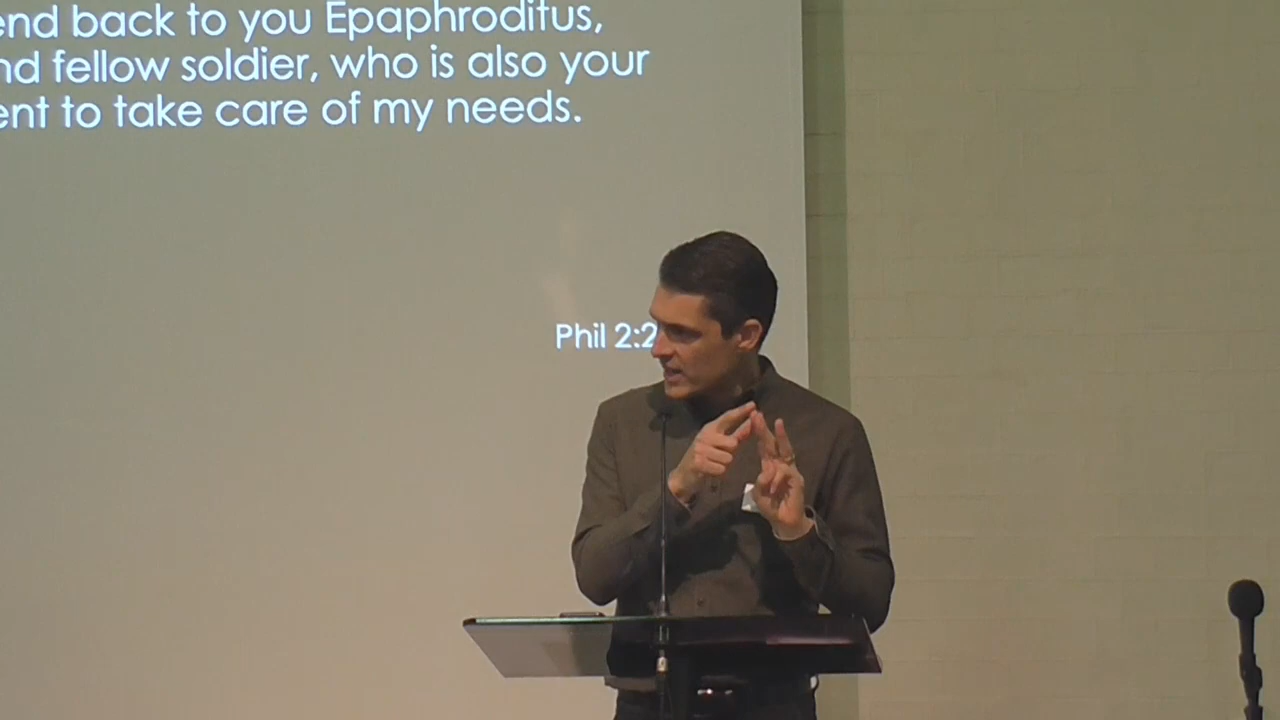 end back to you Epaphroditus,
nd fellow soldier, who is also your
ent to take care of my needs.
Phil 2:2